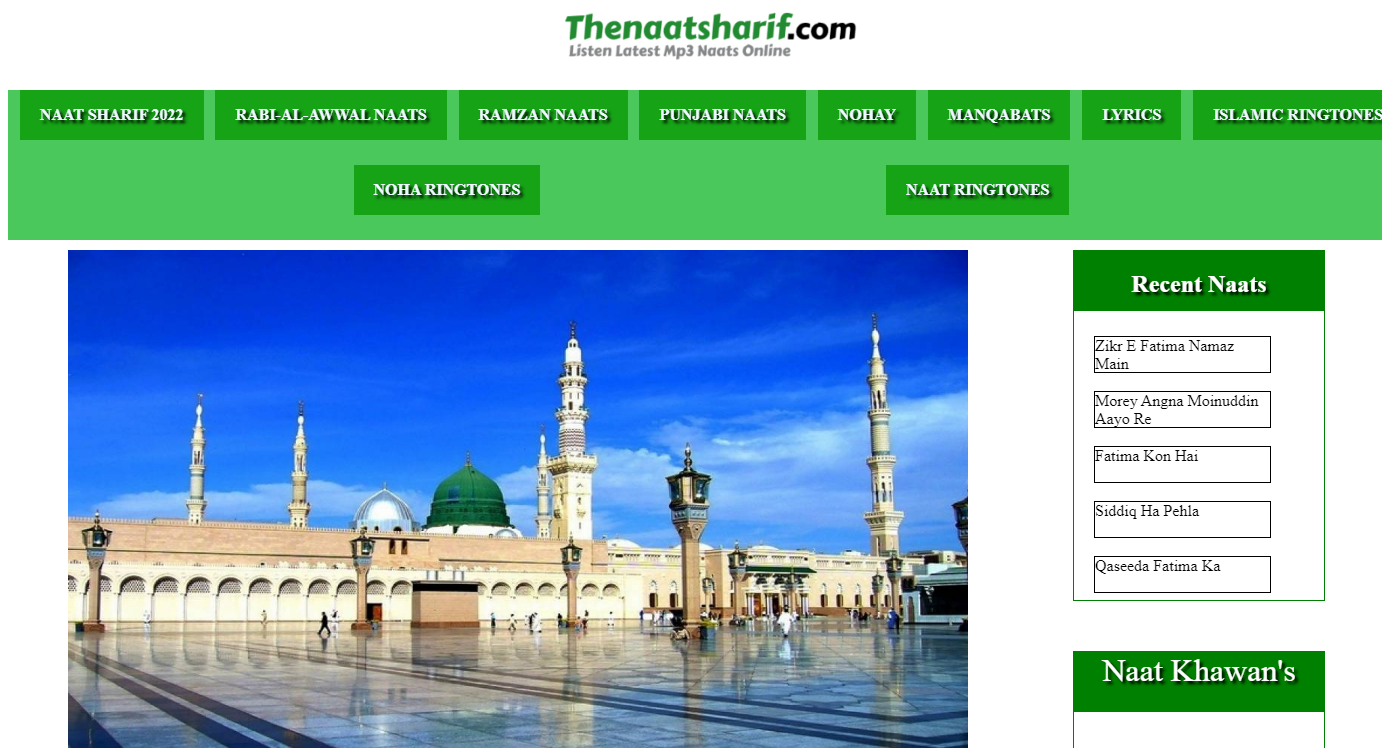 Thenaatsharif.com
Listen Latest Mp3 Naats Online
NAAT SHARIF 2022
RABI-AL-AWWAL NAATS
RAMZAN NAATS
PUNJABI NAATS
NOHAY
MANQABATS
LYRICS
ISLAMIC RINGTONES
NOHA RINGTONES
NAAT RINGTONES
Recent Naats
Zikr E Fatima Namaz
Main
Morey Angna Moinuddin
Aayo Re
Fatima Kon Hai
Siddiq Ha Pehla
Qaseeda Fatima Ka
Naat Khawan's